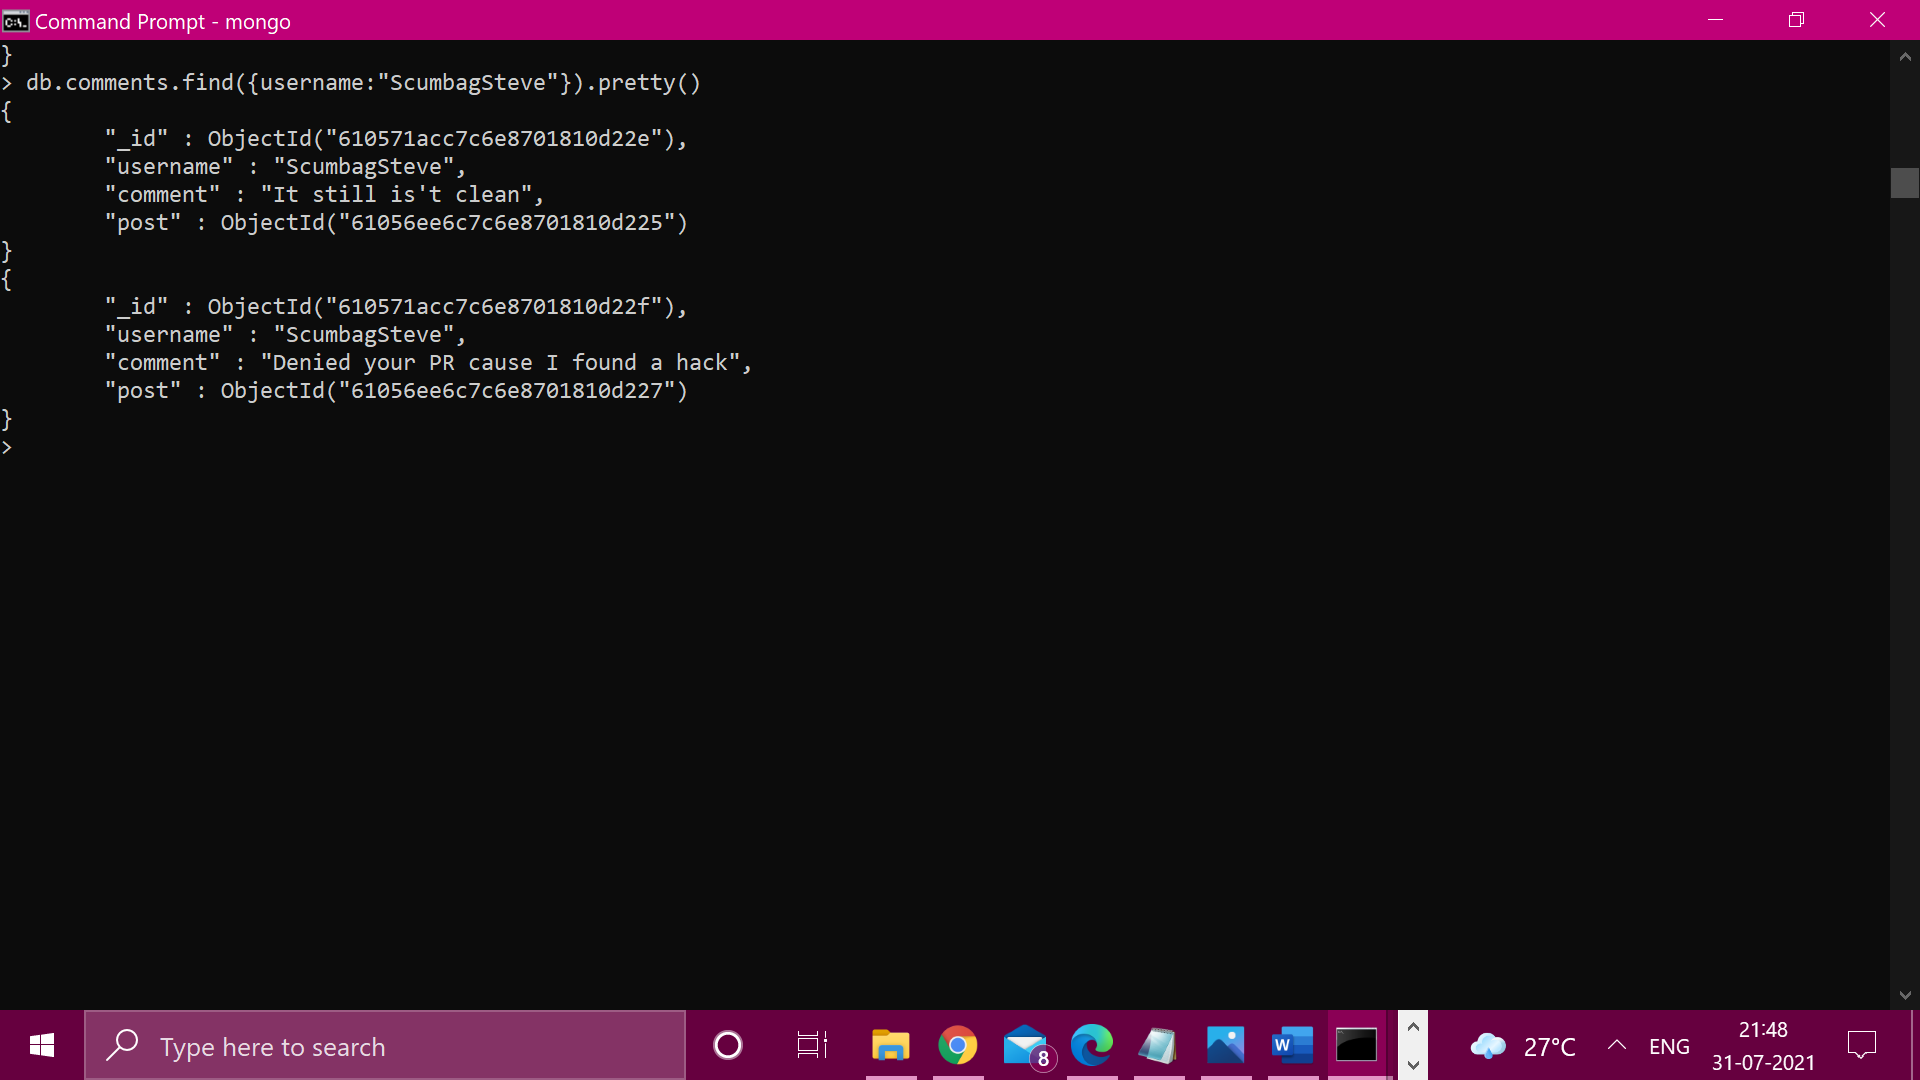 Command Prompt - mongo
}
> db.comments.find({username:"ScumbagSteve"}).pretty()
{
"_id" : ObjectId("610571acc7c6e8701810d22e"),
"username" : "ScumbagSteve",
"comment" : "It still is't clean",
"post" : ObjectId("61056ee6c7c6e8701810d225")
}
{
"_id" : ObjectId("610571acc7c6e8701810d22f"),
"username" : "ScumbagSteve",
"comment" : "Denied your PR cause I found a hack",
"post" : ObjectId("61056ee6c7c6e8701810d227")
}
>
Type here to search
8
W
27°C
ENG
21:48
31-07-2021